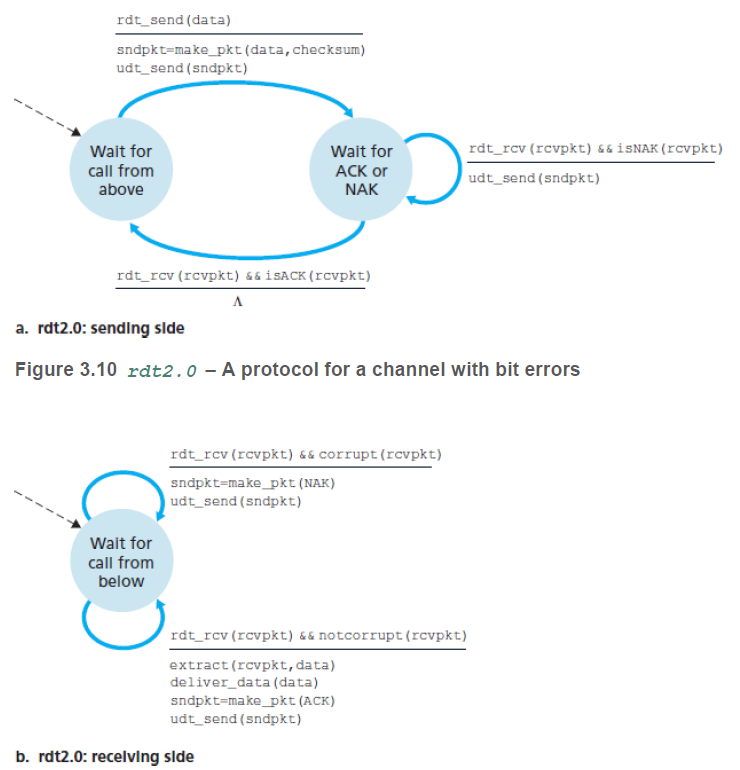 rdt_send(data)
sndpkt=make_pkt(data,checksum)
udt_send(sndpkt)
Wait for
call from
above
Wait for
ACK or
NAK
rdt_rcv(rcvpkt) && isNAK(rcvpkt)
udt_send(sndpkt)
rdt_rcv(rcvpkt) && isACK(rcvpkt)
Λ
a. rdt2.0: sending side
Figure 3.10 rdt2.0 – A protocol for a channel with bit errors
rdt_rcv(rcvpkt) && corrupt(rcvpkt)
sndpkt=make_pkt(NAK)
udt_send(sndpkt)
Wait for
call from
below
rdt_rcv(rcvpkt) && notcorrupt(rcvpkt)
extract(rcvpkt,data)
deliver_data(data)
sndpkt=make_pkt(ACK)
udt_send(sndpkt)
b. rdt2.0: receiving side